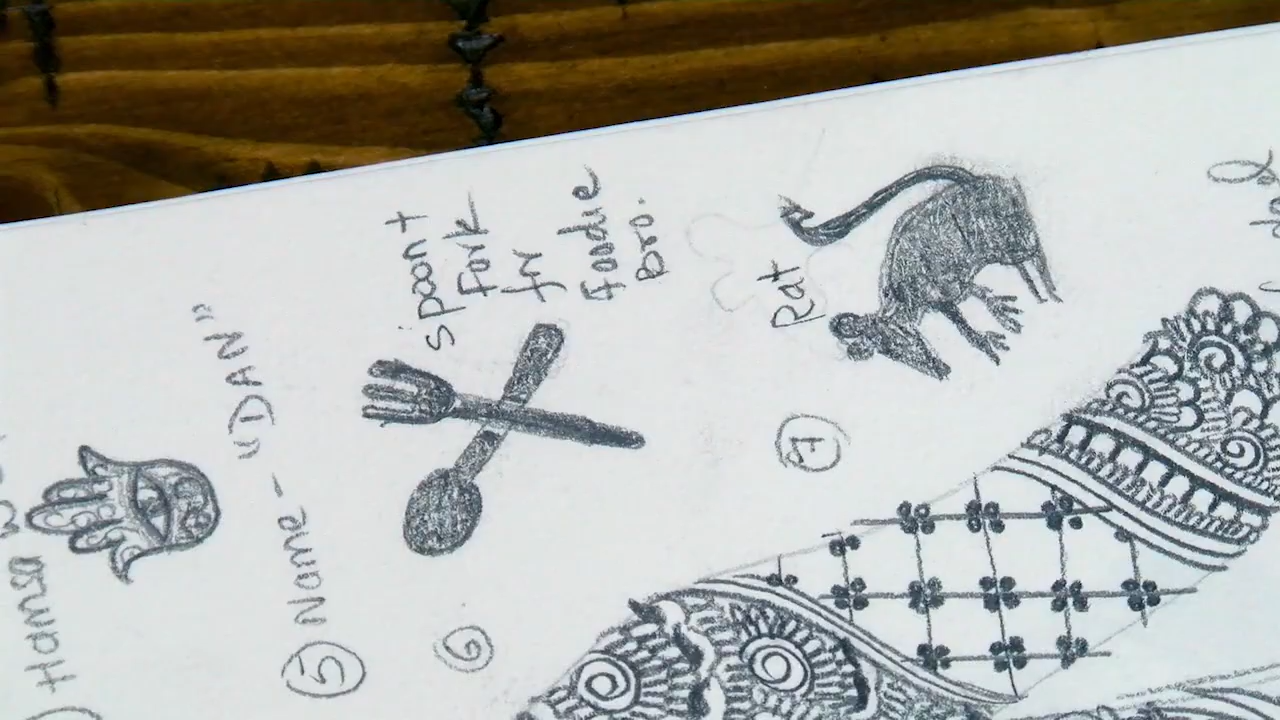 Hamsa
5 Name - "DAN"
6
spoon +
fork
for
foodie
bro.
7
Rat